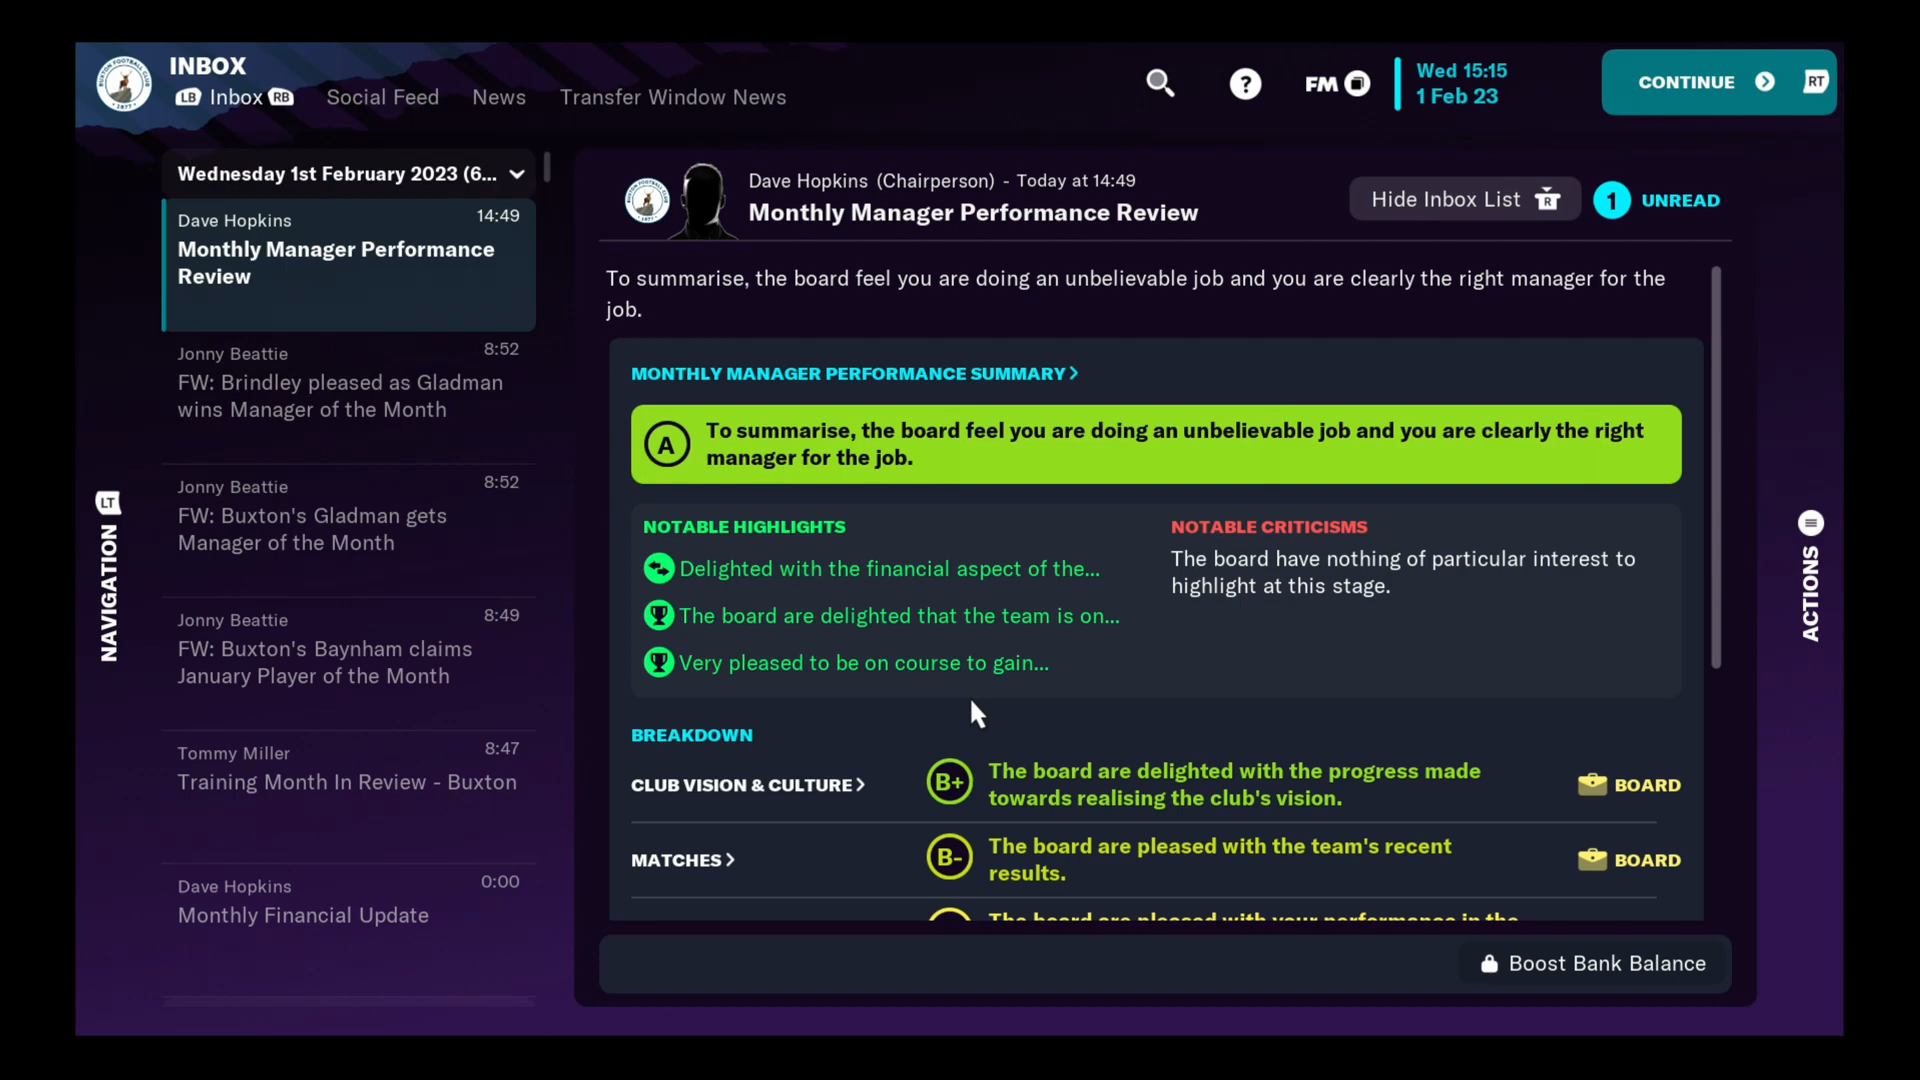 INBOX
LB Inbox RB
Social Feed
News
Transfer Window News
?
FM
Wed 15:15
1 Feb 23
CONTINUE
RT
Wednesday 1st February 2023 (6...
Dave Hopkins
14:49
Monthly Manager Performance
Review
Jonny Beattie
8:52
FW: Brindley pleased as Gladman
wins Manager of the Month
Jonny Beattie
8:52
FW: Buxton's Gladman gets
Manager of the Month
Jonny Beattie
8:49
FW: Buxton's Baynham claims
January Player of the Month
Tommy Miller
8:47
Training Month In Review - Buxton
Dave Hopkins
0:00
Monthly Financial Update
LT
NAVIGATION
Dave Hopkins (Chairperson) - Today at 14:49
Monthly Manager Performance Review
Hide Inbox List
R
1
UNREAD
To summarise, the board feel you are doing an unbelievable job and you are clearly the right manager for the
job.
MONTHLY MANAGER PERFORMANCE SUMMARY
A
To summarise, the board feel you are doing an unbelievable job and you are clearly the right
manager for the job.
NOTABLE HIGHLIGHTS
Delighted with the financial aspect of the...
The board are delighted that the team is on...
Very pleased to be on course to gain...
NOTABLE CRITICISMS
The board have nothing of particular interest to
highlight at this stage.
BREAKDOWN
CLUB VISION & CULTURE
B+
The board are delighted with the progress made
towards realising the club's vision.
BOARD
MATCHES
B-
The board are pleased with the team's recent
results.
BOARD
The board are pleased with your performance in the
Boost Bank Balance
ACTIONS